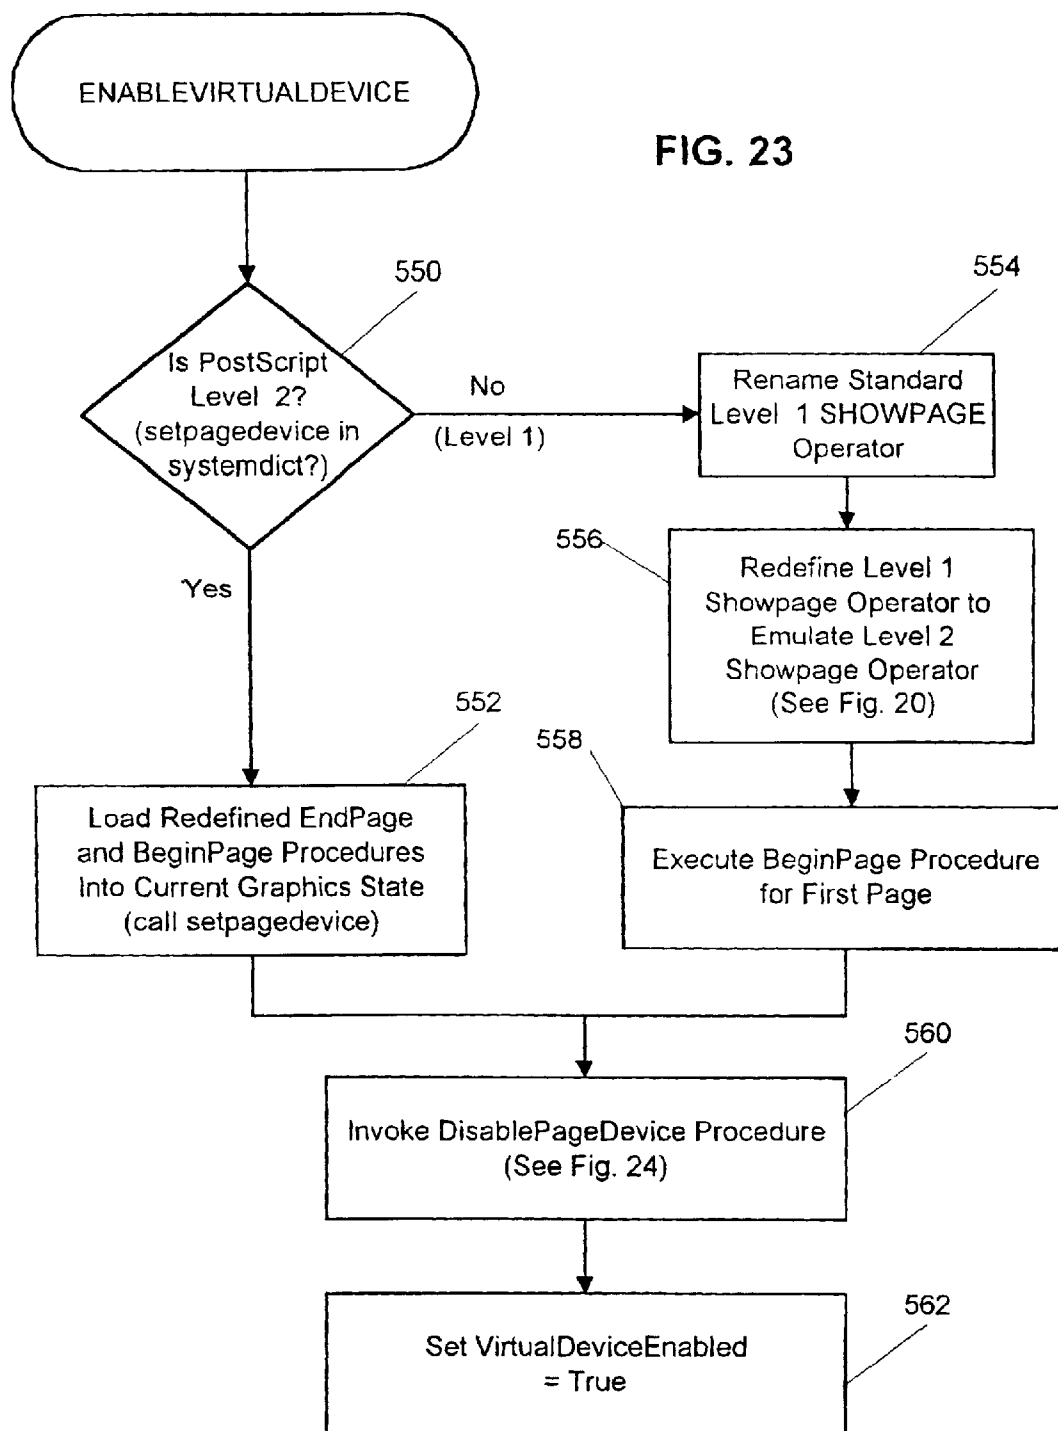 ENABLEVIRTUALDEVICE
FIG. 23
550
Is PostScript
Level 2?
(setpagedevice in
systemdict?)
No
(Level 1)
554
Rename Standard
Level 1 SHOWPAGE
Operator
Yes
556
Redefine Level 1
Showpage Operator to
Emulate Level 2
Showpage Operator
(See Fig. 20)
552
Load Redefined EndPage
and BeginPage Procedures
Into Current Graphics State
(call setpagedevice)
558
Execute BeginPage Procedure
for First Page
560
Invoke DisablePageDevice Procedure
(See Fig. 24)
562
Set VirtualDeviceEnabled
= True